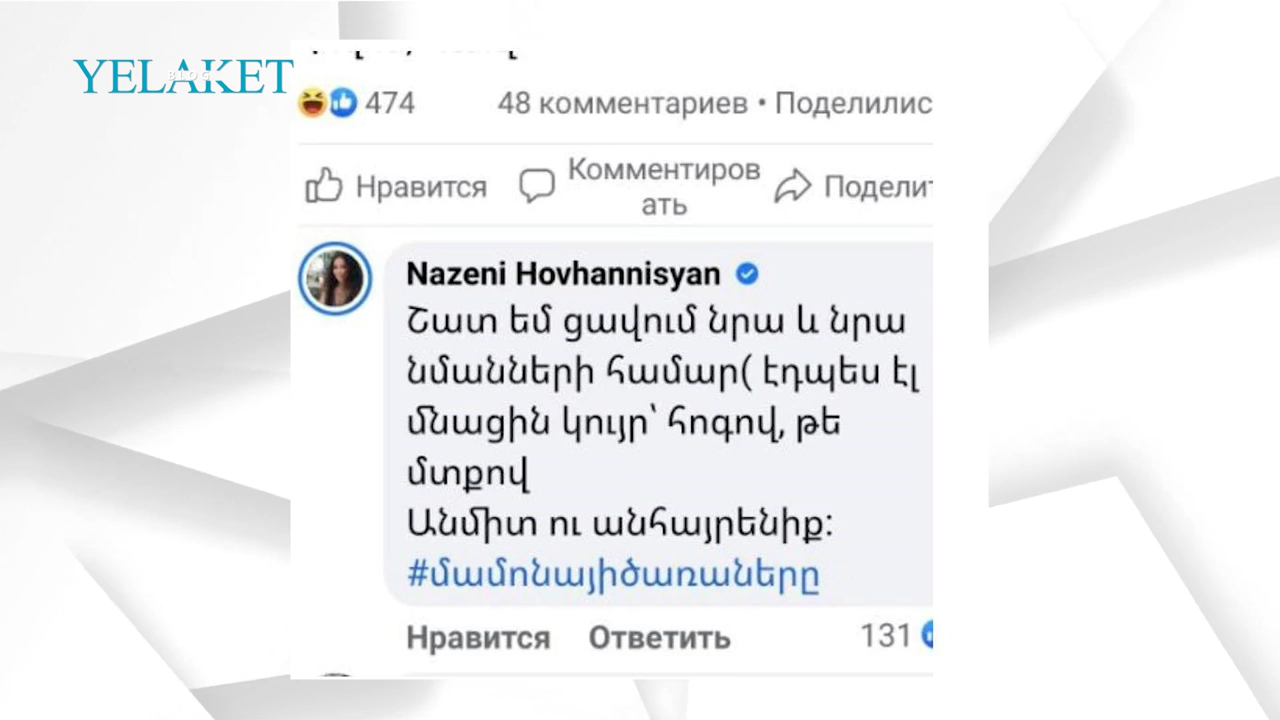 YELAKET
BLOG
474 48 комментариев • Поделилис
Нравится Комментиров
ать Поделит
Nazeni Hovhannisyan
Շատ եմ ցավում նրա և նրա
նմանների համար( էդպես էլ
մնացին կույր՝ հոգով, թե
մտքով
Անմիտ ու անհայրենիք:
#մամոնայիծառաները
Нравится Ответить 131